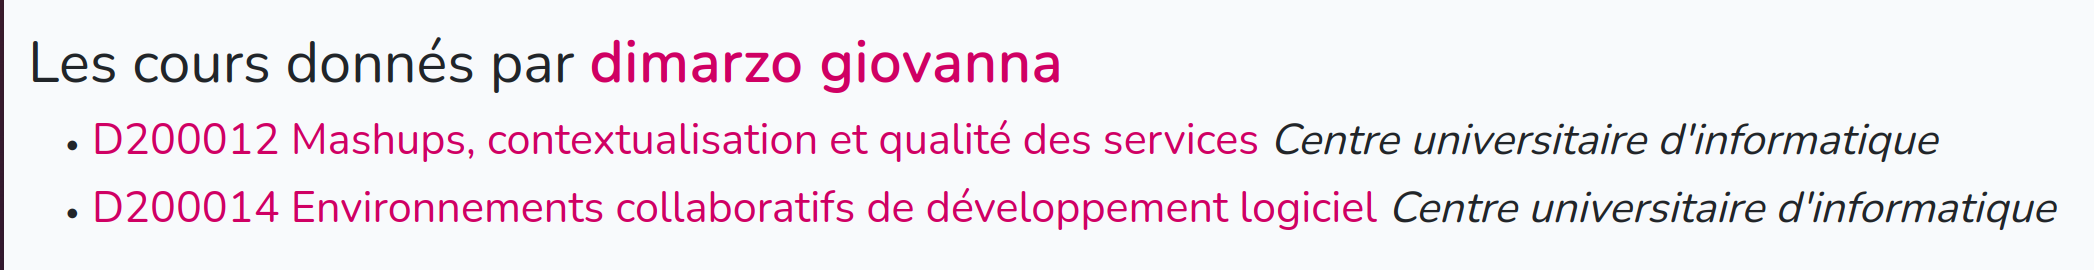 Les cours donnés par dimarzo giovanna
• D200012 Mashups, contextualisation et qualité des services Centre universitaire d'informatique
• D200014 Environnements collaboratifs de développement logiciel Centre universitaire d'informatique